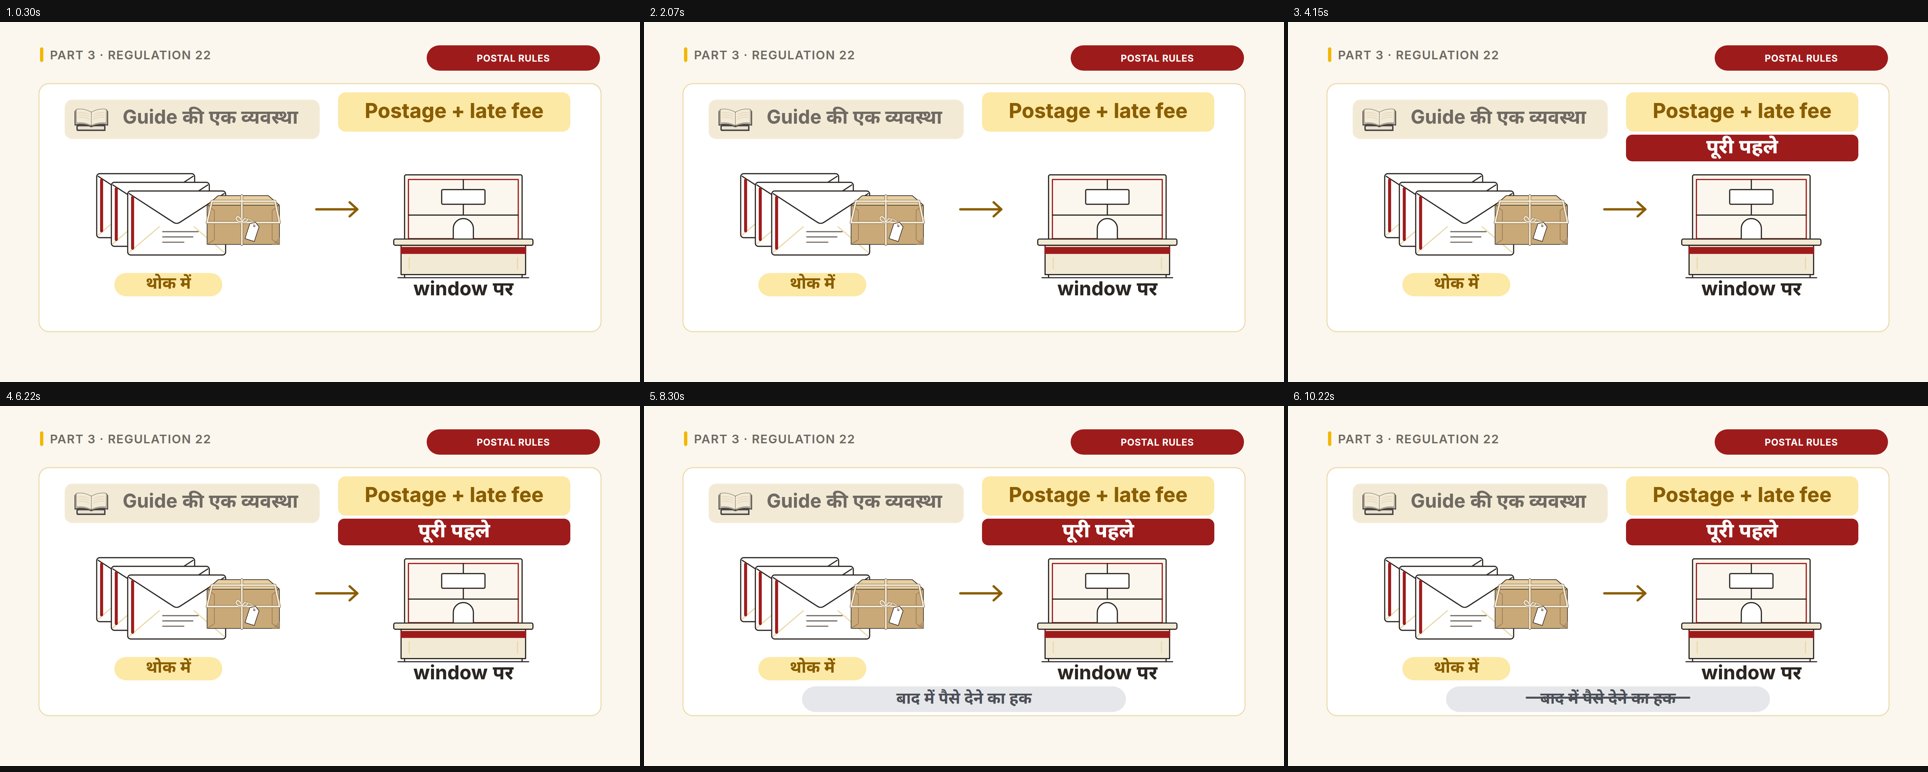 1. 0.30s
PART 3 · REGULATION 22
POSTAL RULES
Guide की एक व्यवस्था
Postage + late fee
थोक में
window पर
2. 2.07s
PART 3 · REGULATION 22
POSTAL RULES
Guide की एक व्यवस्था
Postage + late fee
थोक में
window पर
3. 4.15s
PART 3 · REGULATION 22
POSTAL RULES
Guide की एक व्यवस्था
Postage + late fee
पूरी पहले
थोक में
window पर
4. 6.22s
PART 3 · REGULATION 22
POSTAL RULES
Guide की एक व्यवस्था
Postage + late fee
पूरी पहले
थोक में
window पर
5. 8.30s
PART 3 · REGULATION 22
POSTAL RULES
Guide की एक व्यवस्था
Postage + late fee
पूरी पहले
थोक में
window पर
बाद में पैसे देने का हक
6. 10.22s
PART 3 · REGULATION 22
POSTAL RULES
Guide की एक व्यवस्था
Postage + late fee
पूरी पहले
थोक में
window पर
बाद में पैसे देने का हक